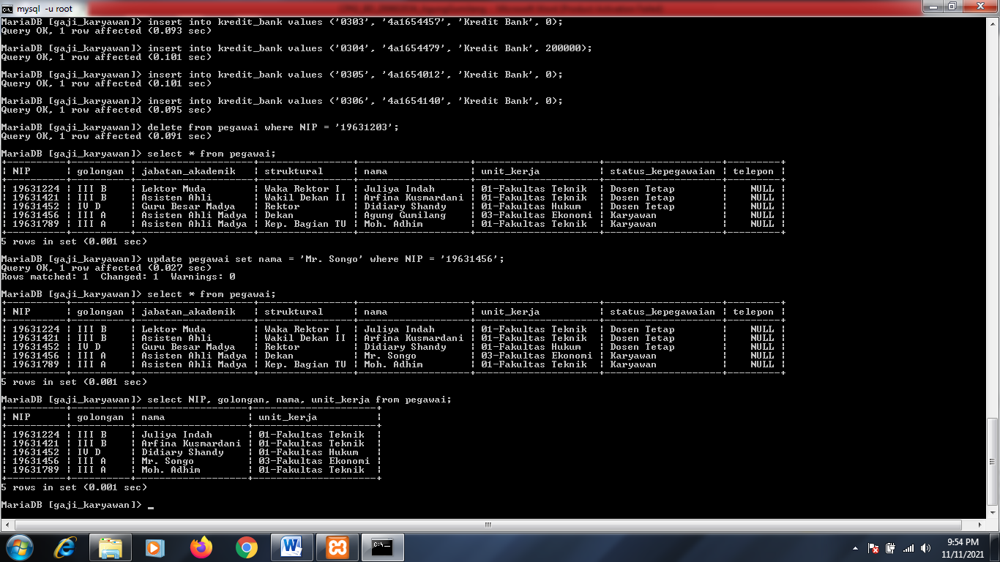 mysql -u root
MariaDB [gaji_karyawan]> insert into kredit_bank values ('0303', '4a1654457', 'Kredit Bank', 0);
Query OK, 1 row affected (0.093 sec)
MariaDB [gaji_karyawan]> insert into kredit_bank values ('0304', '4a1654479', 'Kredit Bank', 200000);
Query OK, 1 row affected (0.101 sec)
MariaDB [gaji_karyawan]> insert into kredit_bank values ('0305', '4a1654012', 'Kredit Bank', 0);
Query OK, 1 row affected (0.101 sec)
MariaDB [gaji_karyawan]> insert into kredit_bank values ('0306', '4a1654140', 'Kredit Bank', 0);
Query OK, 1 row affected (0.095 sec)
MariaDB [gaji_karyawan]> delete from pegawai where NIP = '19631203';
Query OK, 1 row affected (0.091 sec)
MariaDB [gaji_karyawan]> select * from pegawai;
| NIP | golongan | jabatan_akademik | struktural | nama | unit_kerja | status_kepegawaian | telepon |
| 19631224 | III B | Lektor Muda | Waka Rektor I | Juliya Indah | 01-Fakultas Teknik | Dosen Tetap | NULL |
| 19631421 | III B | Asisten Ahli | Wakil Dekan II | Arfina Kusmardani | 01-Fakultas Teknik | Dosen Tetap | NULL |
| 19631452 | IV D | Guru Besar Madya | Rektor | Didiary Shandy | 01-Fakultas Hukum | Dosen Tetap | NULL |
| 19631456 | III A | Asisten Ahli Madya | Dekan | Agung Gumilang | 03-Fakultas Ekonomi | Karyawan | NULL |
| 19631789 | III A | Asisten Ahli Madya | Kep. Bagian TU | Moh. Adhim | 01-Fakultas Teknik | Karyawan | NULL |
5 rows in set (0.001 sec)
MariaDB [gaji_karyawan]> update pegawai set nama = 'Mr. Songo' where NIP = '19631456';
Query OK, 1 row affected (0.027 sec)
Rows matched: 1  Changed: 1  Warnings: 0
MariaDB [gaji_karyawan]> select * from pegawai;
| NIP | golongan | jabatan_akademik | struktural | nama | unit_kerja | status_kepegawaian | telepon |
| 19631224 | III B | Lektor Muda | Waka Rektor I | Juliya Indah | 01-Fakultas Teknik | Dosen Tetap | NULL |
| 19631421 | III B | Asisten Ahli | Wakil Dekan II | Arfina Kusmardani | 01-Fakultas Teknik | Dosen Tetap | NULL |
| 19631452 | IV D | Guru Besar Madya | Rektor | Didiary Shandy | 01-Fakultas Hukum | Dosen Tetap | NULL |
| 19631456 | III A | Asisten Ahli Madya | Dekan | Mr. Songo | 03-Fakultas Ekonomi | Karyawan | NULL |
| 19631789 | III A | Asisten Ahli Madya | Kep. Bagian TU | Moh. Adhim | 01-Fakultas Teknik | Karyawan | NULL |
5 rows in set (0.001 sec)
MariaDB [gaji_karyawan]> select NIP, golongan, nama, unit_kerja from pegawai;
| NIP | golongan | nama | unit_kerja |
| 19631224 | III B | Juliya Indah | 01-Fakultas Teknik |
| 19631421 | III B | Arfina Kusmardani | 01-Fakultas Teknik |
| 19631452 | IV D | Didiary Shandy | 01-Fakultas Hukum |
| 19631456 | III A | Mr. Songo | 03-Fakultas Ekonomi |
| 19631789 | III A | Moh. Adhim | 01-Fakultas Teknik |
5 rows in set (0.001 sec)
MariaDB [gaji_karyawan]> _
9:54 PM
11/11/2021